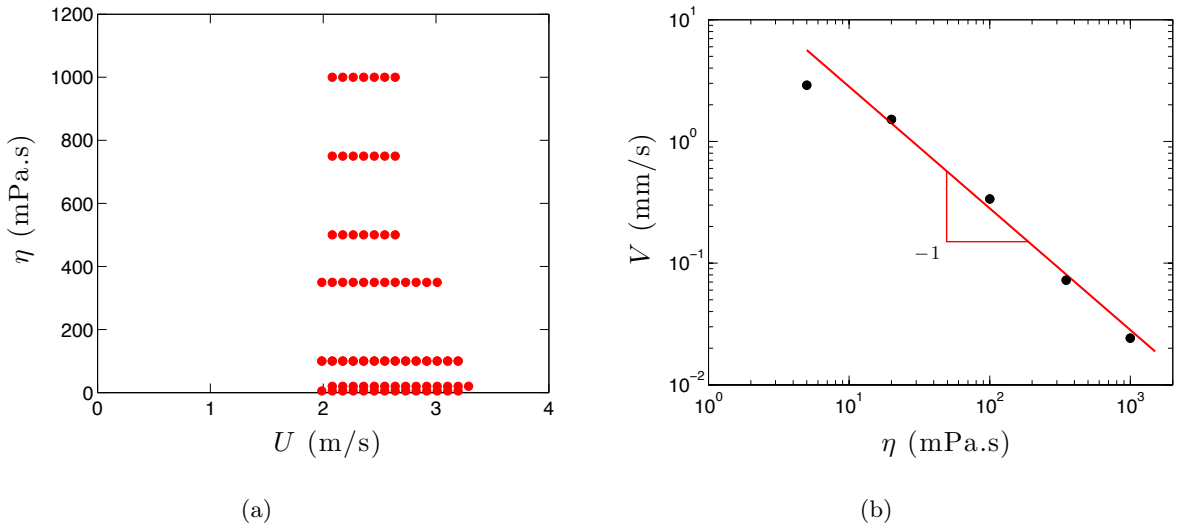 1200
1000
800
600
400
200
0
0 1 2 3 4
η (mPa.s)
U (m/s)
(a)
10^1
10^0
10^{-1}
10^{-2}
10^0 10^1 10^2 10^3
V (mm/s)
−1
η (mPa.s)
(b)